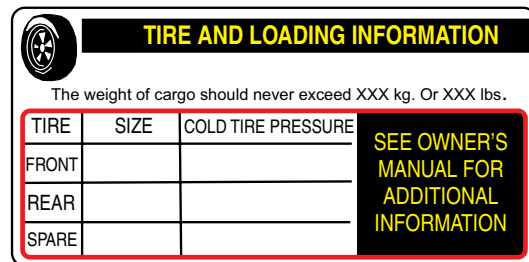 TIRE AND LOADING INFORMATION
The weight of cargo should never exceed XXX kg. Or XXX lbs.
TIRE SIZE COLD TIRE PRESSURE
FRONT
REAR
SPARE
SEE OWNER'S
MANUAL FOR
ADDITIONAL
INFORMATION